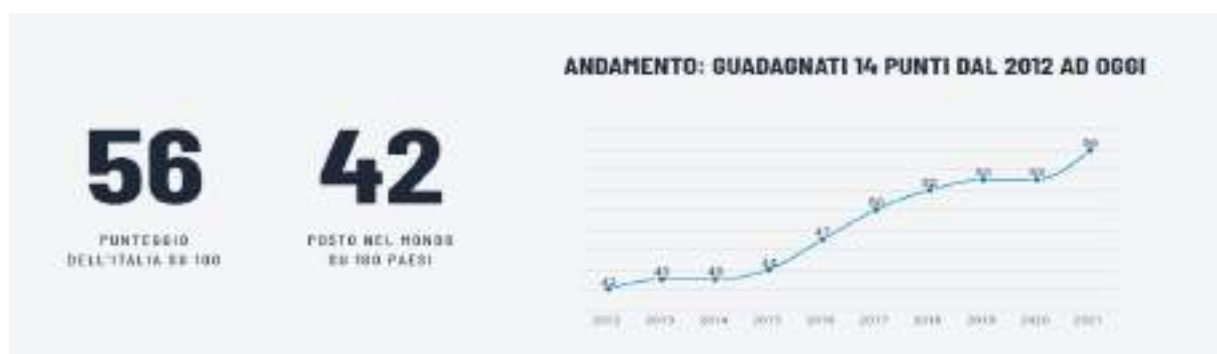 ANDAMENTO: GUADAGNATI 14 PUNTI DAL 2012 AD OGGI
56
PUNTEGGIO
DELL'ITALIA SU 100
42
POSTO NEL MONDO
SU 180 PAESI
42
43
43
44
47
50
52
53
53
56
2012 2013 2014 2015 2016 2017 2018 2019 2020 2021